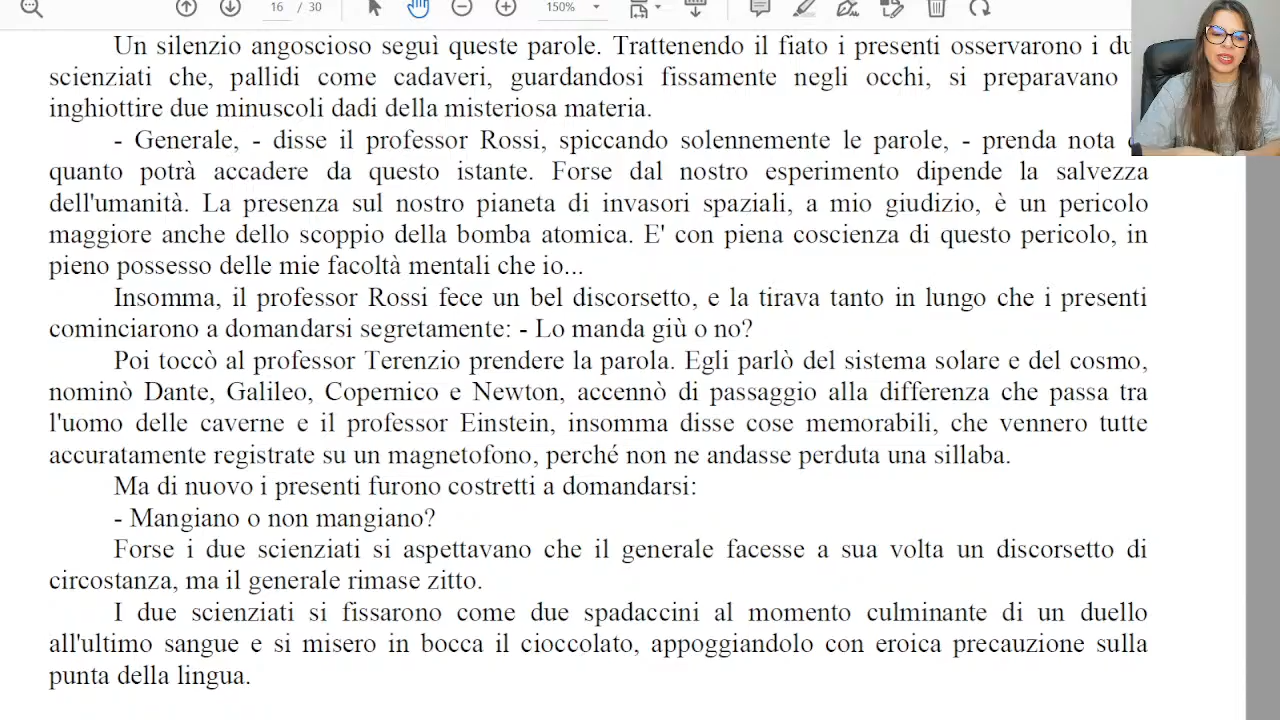 16 / 30
150%
Un silenzio angoscioso seguì queste parole. Trattenendo il fiato i presenti osservarono i
scienziati che, pallidi come cadaveri, guardandosi fissamente negli occhi, si preparavano
inghiottire due minuscoli dadi della misteriosa materia.
- Generale, - disse il professor Rossi, spiccando solennemente le parole, - prenda nota
quanto potrà accadere da questo istante. Forse dal nostro esperimento dipende la salvezza
dell'umanità. La presenza sul nostro pianeta di invasori spaziali, a mio giudizio, è un pericolo
maggiore anche dello scoppio della bomba atomica. E' con piena coscienza di questo pericolo, in
pieno possesso delle mie facoltà mentali che io...
Insomma, il professor Rossi fece un bel discorsetto, e la tirava tanto in lungo che i presenti
cominciarono a domandarsi segretamente: - Lo manda giù o no?
Poi toccò al professor Terenzio prendere la parola. Egli parlò del sistema solare e del cosmo,
nominò Dante, Galileo, Copernico e Newton, accennò di passaggio alla differenza che passa tra
l'uomo delle caverne e il professor Einstein, insomma disse cose memorabili, che vennero tutte
accuratamente registrate su un magnetofono, perché non ne andasse perduta una sillaba.
Ma di nuovo i presenti furono costretti a domandarsi:
- Mangiano o non mangiano?
Forse i due scienziati si aspettavano che il generale facesse a sua volta un discorsetto di
circostanza, ma il generale rimase zitto.
I due scienziati si fissarono come due spadaccini al momento culminante di un duello
all'ultimo sangue e si misero in bocca il cioccolato, appoggiandolo con eroica precauzione sulla
punta della lingua.